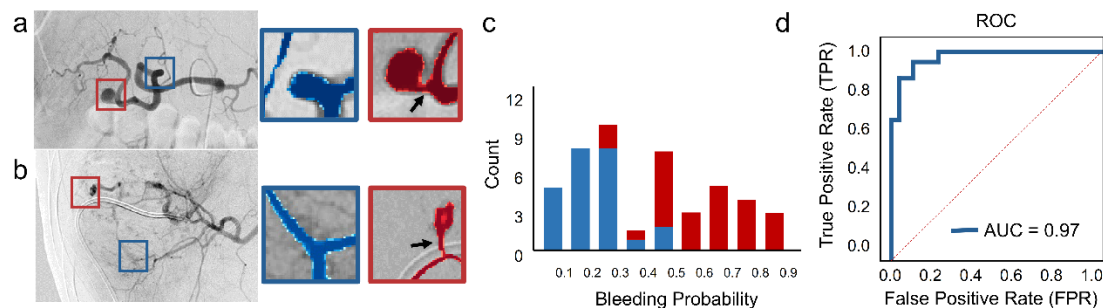 a
b
c
12
9
6
3
0
Count
0.1 0.2 0.3 0.4 0.5 0.6 0.7 0.8 0.9
Bleeding Probability
d
ROC
1.0
0.8
0.6
0.4
0.2
0.0
True Positive Rate (TPR)
AUC = 0.97
0.0 0.2 0.4 0.6 0.8 1.0
False Positive Rate (FPR)